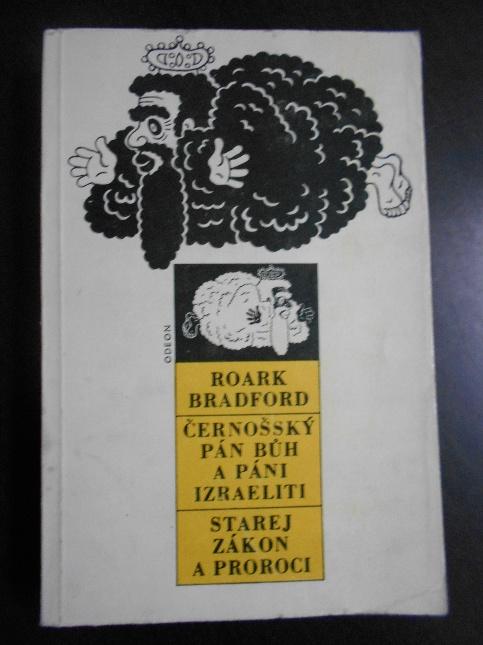 ODEON
ROARK
BRADFORD
ČERNOŠSKÝ
PÁN BŮH
A PÁNI
IZRAELITI
STAREJ
ZÁKON
A PROROCI